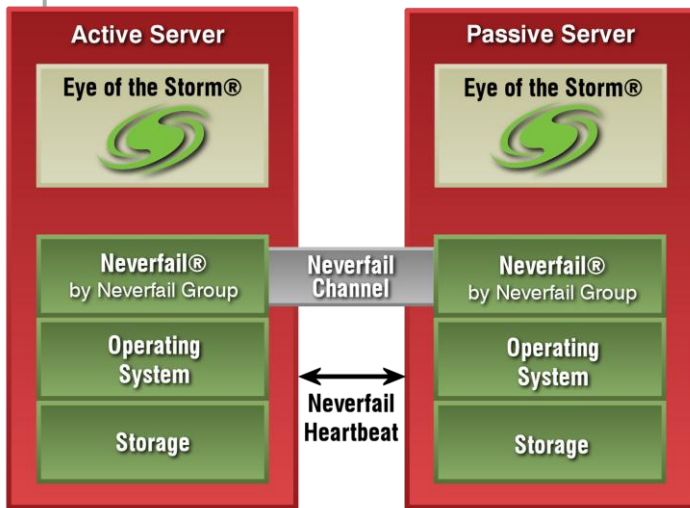 Active Server
Eye of the Storm®
Neverfail®
by Neverfail Group
Operating
System
Storage
Neverfail
Channel
Neverfail
Heartbeat
Passive Server
Eye of the Storm®
Neverfail®
by Neverfail Group
Operating
System
Storage